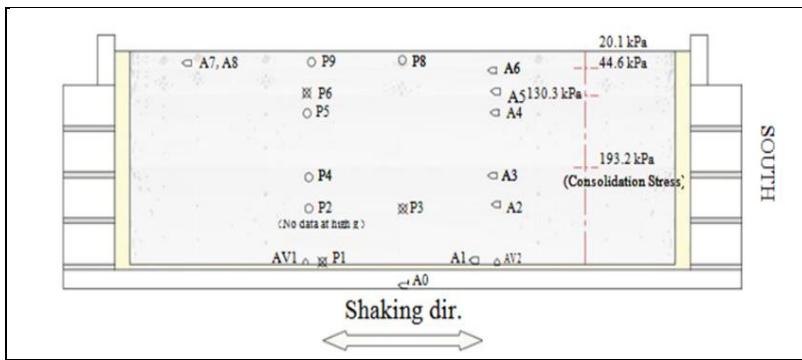 20.1 kPa
A7, A8 P9 P8 A6 44.6 kPa
P6 A5 130.3 kPa
P5 A4
SOUTH
193.2 kPa
P4 A3 (Consolidation Stress)
P2 P3 A2
(No data at high g)
AV1 P1 A1 AV2
A0
Shaking dir.